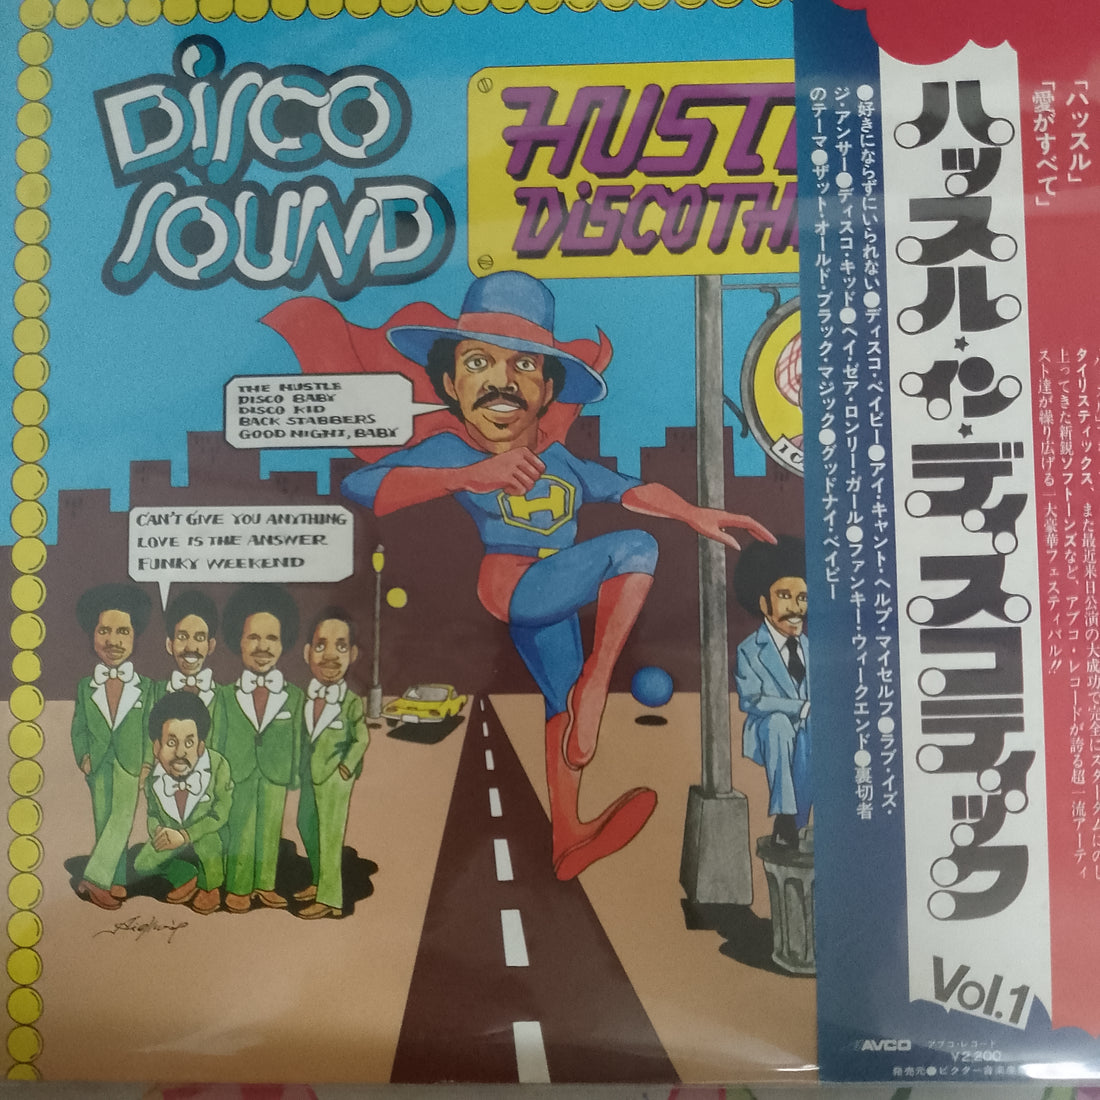 DISCO
SOUND
HUSTL
DISCOTH
THE HUSTLE
DISCO BABY
DISCO KID
BACK STABBERS
GOOD NIGHT, BABY
CAN'T GIVE YOU ANYTHING
LOVE IS THE ANSWER
FUNKY WEEKEND
I CA
「ハッスル」
「愛がすべて」
タイリスティックス、また最近来日公演の大成功で完全にスターダムにのし
上ってきた新鋭ソフトーンズなど、アブコ・レコードが誇る超一流アーティ
スト達が繰り広げる一大豪華フェスティバル!!
ハッスル・イン・ディスコティック
Vol.1
●好きにならずにいられない●ディスコ・ベイビー●アイ・キャント・ヘルプ・マイセルフ●ラブ・イズ・
ジ・アンサー●ディスコ・キッド●ヘイ・ゼア・ロンリー・ガール●ファンキー・ウィークエンド●裏切者
のテーマ●ザット・オールド・ブラック・マジック●グッドナイ・ベイビー
AVCO アブコ・レコード
¥2,200
発売元●ビクター音楽産